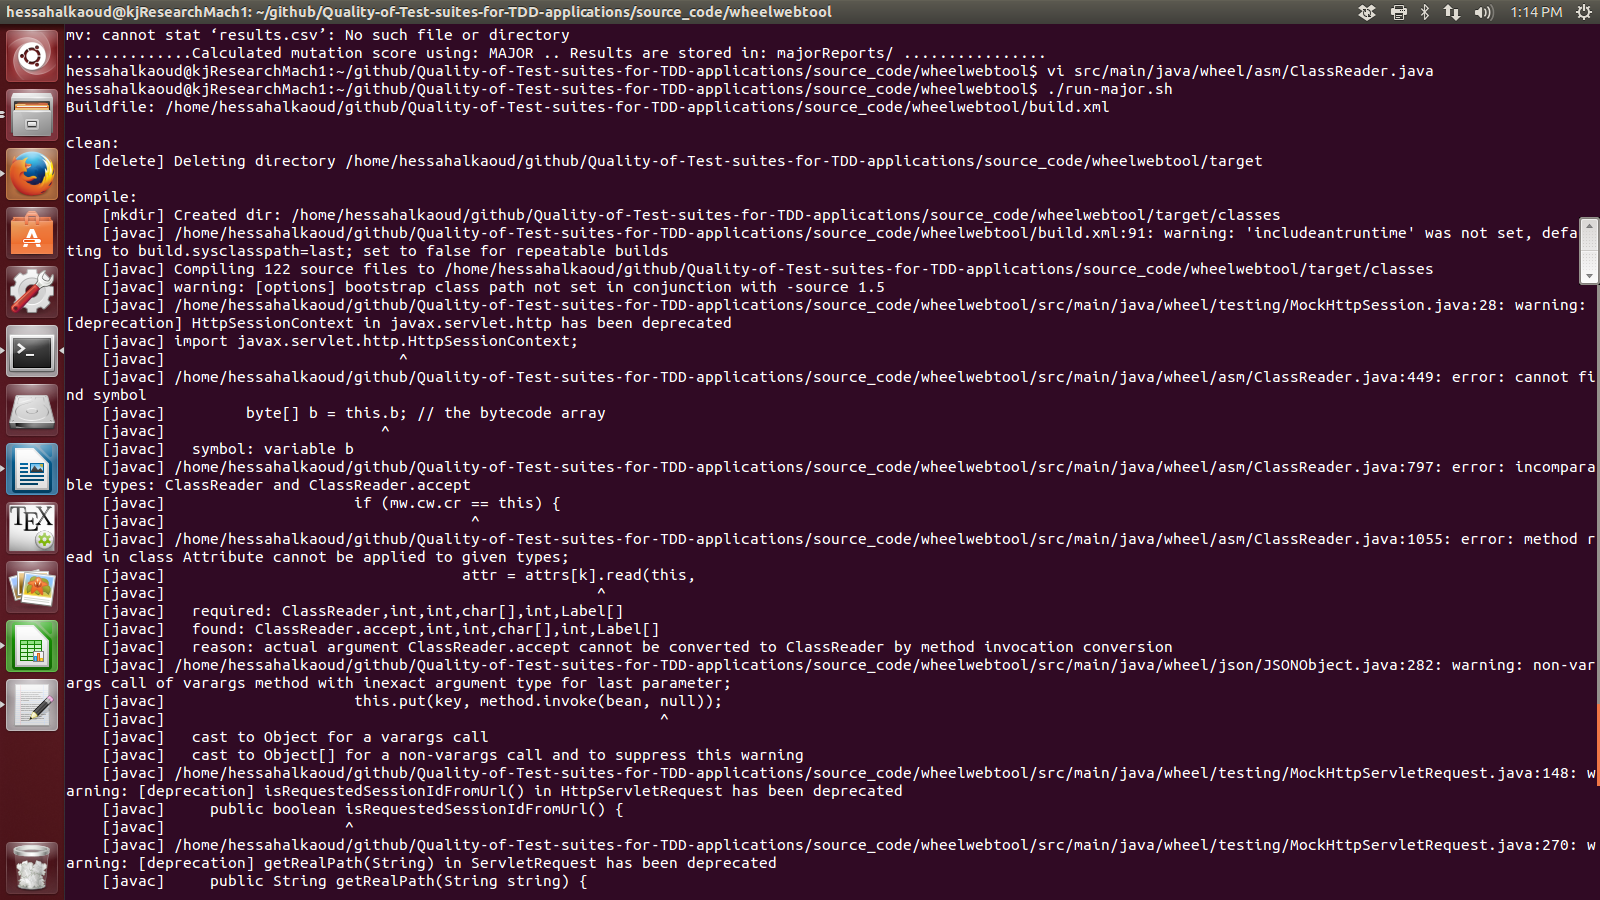 hessahalkaoud@kjResearchMach1: ~/github/Quality-of-Test-suites-for-TDD-applications/source_code/wheelwebtool 1:14 PM
mv: cannot stat ‘results.csv’: No such file or directory
..............Calculated mutation score using: MAJOR .. Results are stored in: majorReports/ ................
hessahalkaoud@kjResearchMach1:~/github/Quality-of-Test-suites-for-TDD-applications/source_code/wheelwebtool$ vi src/main/java/wheel/asm/ClassReader.java
hessahalkaoud@kjResearchMach1:~/github/Quality-of-Test-suites-for-TDD-applications/source_code/wheelwebtool$ ./run-major.sh
Buildfile: /home/hessahalkaoud/github/Quality-of-Test-suites-for-TDD-applications/source_code/wheelwebtool/build.xml
clean:
[delete] Deleting directory /home/hessahalkaoud/github/Quality-of-Test-suites-for-TDD-applications/source_code/wheelwebtool/target
compile:
[mkdir] Created dir: /home/hessahalkaoud/github/Quality-of-Test-suites-for-TDD-applications/source_code/wheelwebtool/target/classes
[javac] /home/hessahalkaoud/github/Quality-of-Test-suites-for-TDD-applications/source_code/wheelwebtool/build.xml:91: warning: 'includeantruntime' was not set, defa
ting to build.sysclasspath=last; set to false for repeatable builds
[javac] Compiling 122 source files to /home/hessahalkaoud/github/Quality-of-Test-suites-for-TDD-applications/source_code/wheelwebtool/target/classes
[javac] warning: [options] bootstrap class path not set in conjunction with -source 1.5
[javac] /home/hessahalkaoud/github/Quality-of-Test-suites-for-TDD-applications/source_code/wheelwebtool/src/main/java/wheel/testing/MockHttpSession.java:28: warning:
[deprecation] HttpSessionContext in javax.servlet.http has been deprecated
[javac] import javax.servlet.http.HttpSessionContext;
[javac] ^
[javac] /home/hessahalkaoud/github/Quality-of-Test-suites-for-TDD-applications/source_code/wheelwebtool/src/main/java/wheel/asm/ClassReader.java:449: error: cannot fi
nd symbol
[javac] byte[] b = this.b; // the bytecode array
[javac] ^
[javac] symbol: variable b
[javac] /home/hessahalkaoud/github/Quality-of-Test-suites-for-TDD-applications/source_code/wheelwebtool/src/main/java/wheel/asm/ClassReader.java:797: error: incompara
ble types: ClassReader and ClassReader.accept
[javac] if (mw.cw.cr == this) {
[javac] ^
[javac] /home/hessahalkaoud/github/Quality-of-Test-suites-for-TDD-applications/source_code/wheelwebtool/src/main/java/wheel/asm/ClassReader.java:1055: error: method r
ead in class Attribute cannot be applied to given types;
[javac] attr = attrs[k].read(this,
[javac] ^
[javac] required: ClassReader,int,int,char[],int,Label[]
[javac] found: ClassReader.accept,int,int,char[],int,Label[]
[javac] reason: actual argument ClassReader.accept cannot be converted to ClassReader by method invocation conversion
[javac] /home/hessahalkaoud/github/Quality-of-Test-suites-for-TDD-applications/source_code/wheelwebtool/src/main/java/wheel/json/JSONObject.java:282: warning: non-var
args call of varargs method with inexact argument type for last parameter;
[javac] this.put(key, method.invoke(bean, null));
[javac] ^
[javac] cast to Object for a varargs call
[javac] cast to Object[] for a non-varargs call and to suppress this warning
[javac] /home/hessahalkaoud/github/Quality-of-Test-suites-for-TDD-applications/source_code/wheelwebtool/src/main/java/wheel/testing/MockHttpServletRequest.java:148: w
arning: [deprecation] isRequestedSessionIdFromUrl() in HttpServletRequest has been deprecated
[javac] public boolean isRequestedSessionIdFromUrl() {
[javac] ^
[javac] /home/hessahalkaoud/github/Quality-of-Test-suites-for-TDD-applications/source_code/wheelwebtool/src/main/java/wheel/testing/MockHttpServletRequest.java:270: w
arning: [deprecation] getRealPath(String) in ServletRequest has been deprecated
[javac] public String getRealPath(String string) {